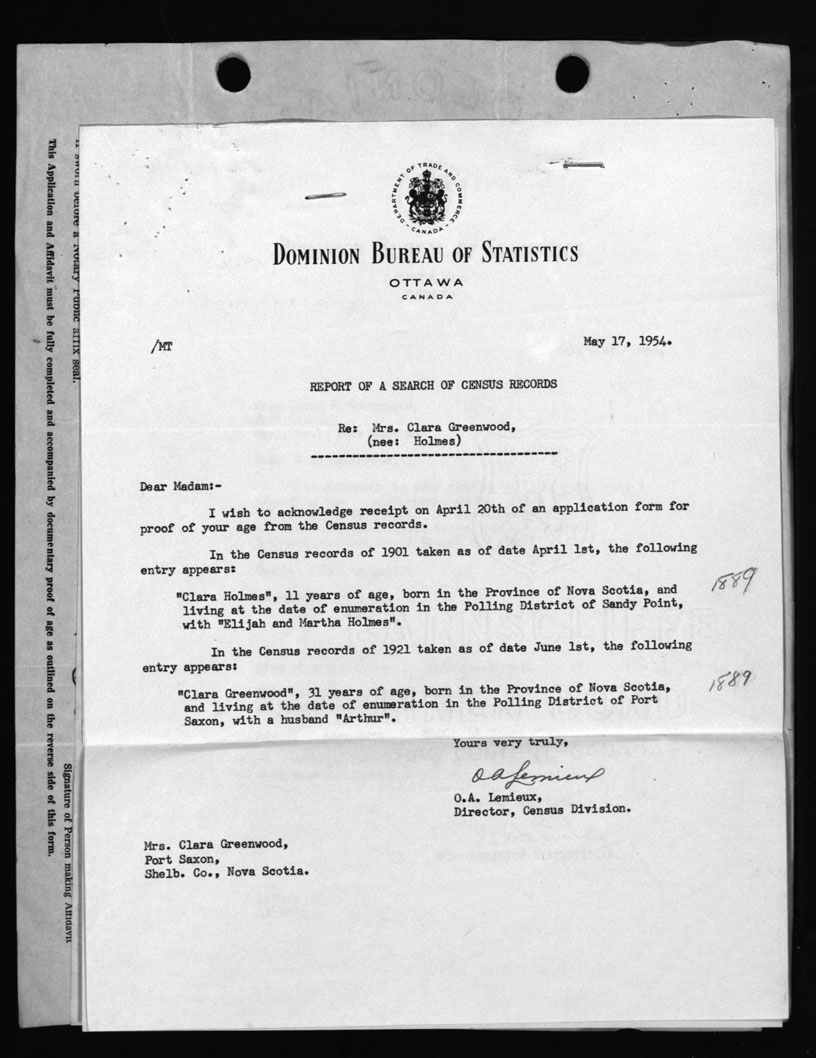 DEPARTMENT OF TRADE AND COMMERCE
- CANADA -
DOMINION BUREAU OF STATISTICS
OTTAWA
CANADA
/MT
May 17, 1954.
REPORT OF A SEARCH OF CENSUS RECORDS
Re: Mrs. Clara Greenwood,
(nee: Holmes)
------------------------------------
Dear Madam:-
I wish to acknowledge receipt on April 20th of an application form for
proof of your age from the Census records.
In the Census records of 1901 taken as of date April 1st, the following
entry appears:
"Clara Holmes", 11 years of age, born in the Province of Nova Scotia, and
living at the date of enumeration in the Polling District of Sandy Point,
with "Elijah and Martha Holmes".
1889
In the Census records of 1921 taken as of date June 1st, the following
entry appears:
"Clara Greenwood", 31 years of age, born in the Province of Nova Scotia,
and living at the date of enumeration in the Polling District of Port
Saxon, with a husband "Arthur".
1889
Yours very truly,
O A Lemieux
O.A. Lemieux,
Director, Census Division.
Mrs. Clara Greenwood,
Port Saxon,
Shelb. Co., Nova Scotia.
If sworn before a Notary Public affix seal.
This Application and Affidavit must be fully completed and accompanied by documentary proof of age as outlined on the reverse side of this form.
Signature of Person making Affidavit